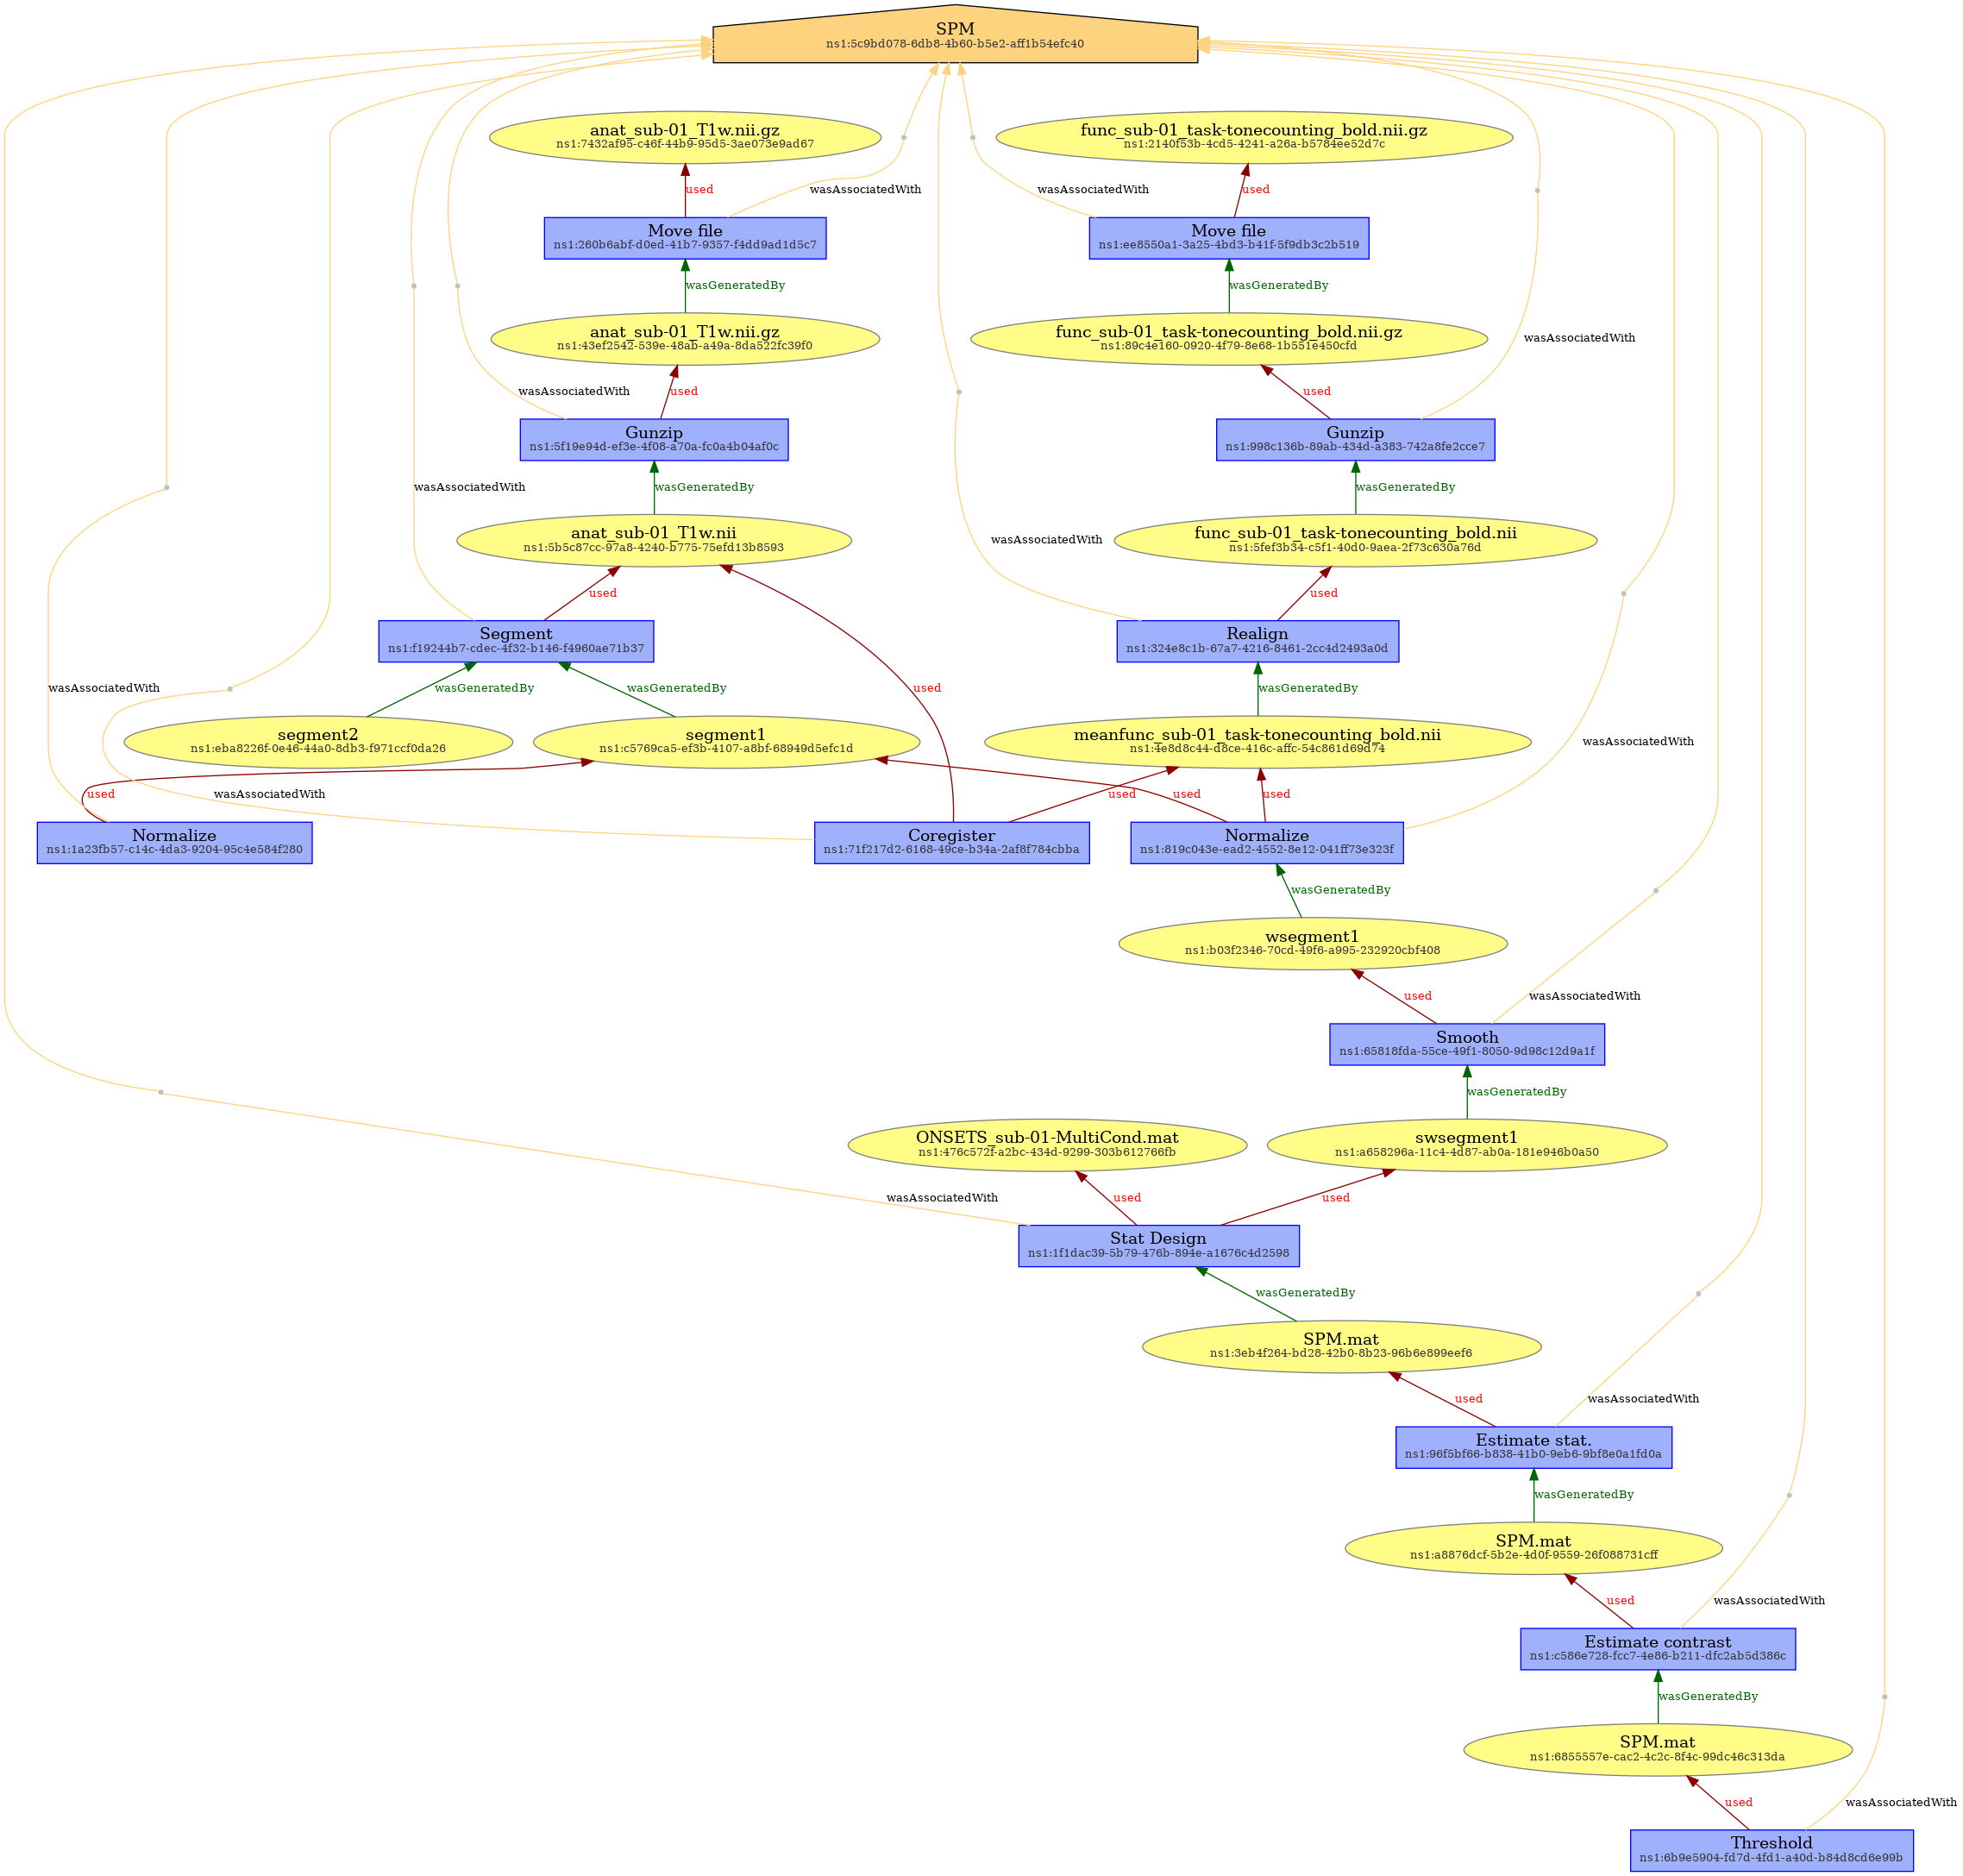 SPM
ns1:5c9bd078-6db8-4b60-b5e2-aff1b54efc40
anat_sub-01_T1w.nii.gz
ns1:7432af95-c46f-44b9-95d5-3ae073e9ad67
func_sub-01_task-tonecounting_bold.nii.gz
ns1:2140f53b-4cd5-4241-a26a-b5784ee52d7c
used
wasAssociatedWith
wasAssociatedWith
used
Move file
ns1:260b6abf-d0ed-41b7-9357-f4dd9ad1d5c7
Move file
ns1:ee8550a1-3a25-4bd3-b41f-5f9db3c2b519
wasGeneratedBy
wasGeneratedBy
anat_sub-01_T1w.nii.gz
ns1:43ef2542-539e-48ab-a49a-8da522fc39f0
func_sub-01_task-tonecounting_bold.nii.gz
ns1:89c4e160-0920-4f79-8e68-1b551e450cfd
wasAssociatedWith
wasAssociatedWith
used
used
Gunzip
ns1:5f19e94d-ef3e-4f08-a70a-fc0a4b04af0c
Gunzip
ns1:998c136b-89ab-434d-a383-742a8fe2cce7
wasAssociatedWith
wasGeneratedBy
wasGeneratedBy
anat_sub-01_T1w.nii
ns1:5b5c87cc-97a8-4240-b775-75efd13b8593
wasAssociatedWith
func_sub-01_task-tonecounting_bold.nii
ns1:5fef3b34-c5f1-40d0-9aea-2f73c630a76d
used
used
Segment
ns1:f19244b7-cdec-4f32-b146-f4960ae71b37
Realign
ns1:324e8c1b-67a7-4216-8461-2cc4d2493a0d
wasAssociatedWith
wasGeneratedBy
wasGeneratedBy
used
wasGeneratedBy
segment2
ns1:eba8226f-0e46-44a0-8db3-f971ccf0da26
segment1
ns1:c5769ca5-ef3b-4107-a8bf-68949d5efc1d
meanfunc_sub-01_task-tonecounting_bold.nii
ns1:4e8d8c44-d8ce-416c-affc-54c861d69d74
wasAssociatedWith
used
wasAssociatedWith
used
used
used
Normalize
ns1:1a23fb57-c14c-4da3-9204-95c4e584f280
Coregister
ns1:71f217d2-6168-49ce-b34a-2af8f784cbba
Normalize
ns1:819c043e-ead2-4552-8e12-041ff73e323f
wasGeneratedBy
wsegment1
ns1:b03f2346-70cd-49f6-a995-232920cbf408
used
wasAssociatedWith
Smooth
ns1:65818fda-55ce-49f1-8050-9d98c12d9a1f
wasGeneratedBy
ONSETS_sub-01-MultiCond.mat
ns1:476c572f-a2bc-434d-9299-303b612766fb
swsegment1
ns1:a658296a-11c4-4d87-ab0a-181e946b0a50
wasAssociatedWith
used
used
Stat Design
ns1:1f1dac39-5b79-476b-894e-a1676c4d2598
wasGeneratedBy
SPM.mat
ns1:3eb4f264-bd28-42b0-8b23-96b6e899eef6
used
wasAssociatedWith
Estimate stat.
ns1:96f5bf66-b838-41b0-9eb6-9bf8e0a1fd0a
wasGeneratedBy
SPM.mat
ns1:a8876dcf-5b2e-4d0f-9559-26f088731cff
used
wasAssociatedWith
Estimate contrast
ns1:c586e728-fcc7-4e86-b211-dfc2ab5d386c
wasGeneratedBy
SPM.mat
ns1:6855557e-cac2-4c2c-8f4c-99dc46c313da
used
wasAssociatedWith
Threshold
ns1:6b9e5904-fd7d-4fd1-a40d-b84d8cd6e99b